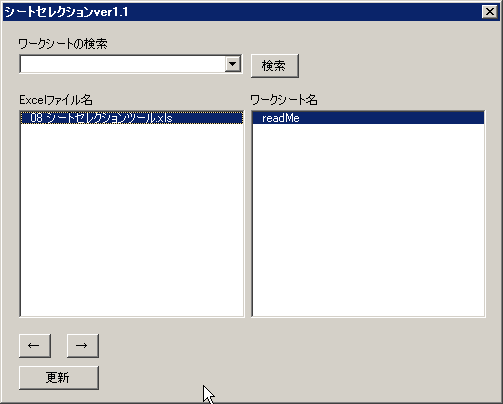 シートセレクションver1.1
ワークシートの検索
検索
Excelファイル名
ワークシート名
08 シートセレクションツール.xls
readMe
←
→
更新